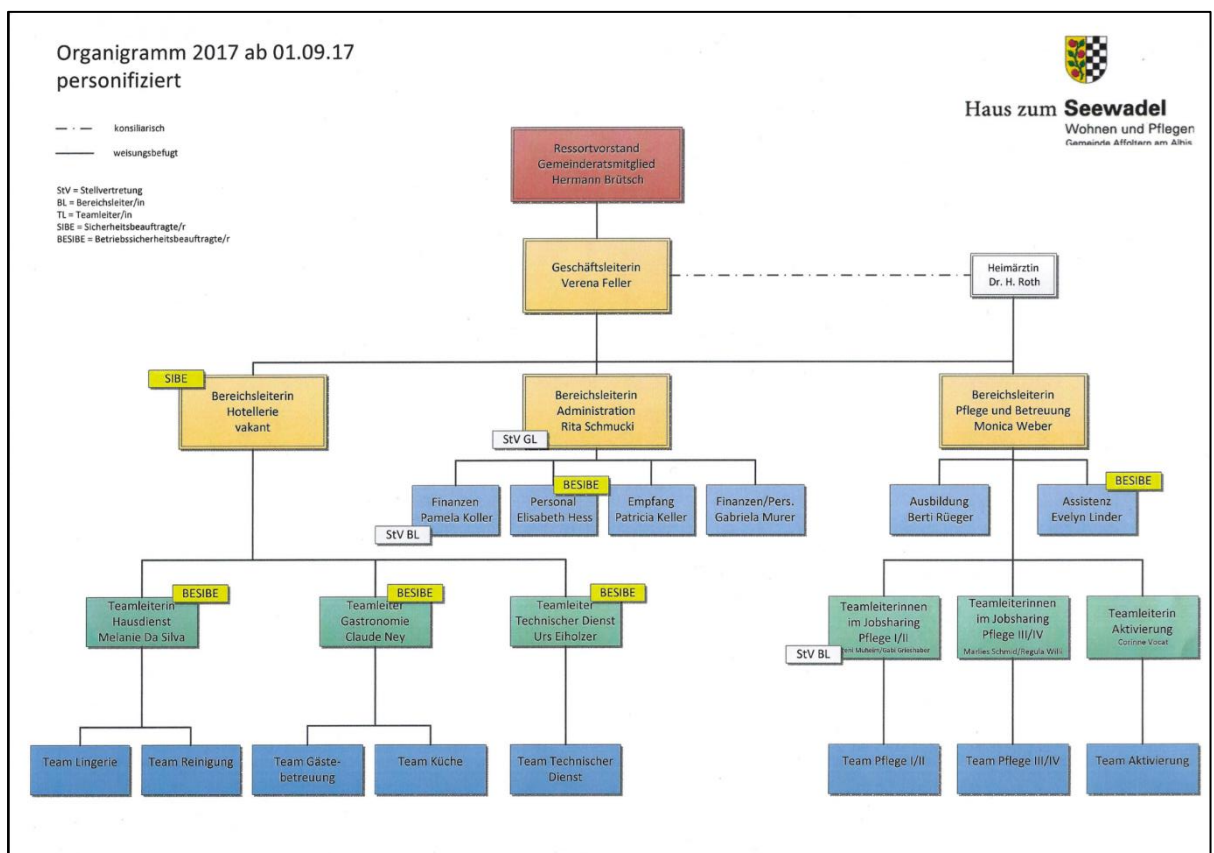 Organigramm 2017 ab 01.09.17
personifiziert
konsiliarisch
weisungsbefugt
StV = Stellvertretung
BL = Bereichsleiter/in
TL = Teamleiter/in
SIBE = Sicherheitsbeauftragte/r
BESIBE = Betriebssicherheitsbeauftragte/r
Haus zum Seewadel
Wohnen und Pflegen
Gemeinde Affoltern am Albis
Ressortvorstand
Gemeinderatsmitglied
Hermann Brütsch
Geschäftsleiterin
Verena Feller
Heimärztin
Dr. H. Roth
SIBE
Bereichsleiterin
Hotellerie
vakant
Bereichsleiterin
Administration
Rita Schmucki
StV GL
Bereichsleiterin
Pflege und Betreuung
Monica Weber
Finanzen
Pamela Koller
StV BL
BESIBE
Personal
Elisabeth Hess
Empfang
Patricia Keller
Finanzen/Pers.
Gabriela Murer
Ausbildung
Berti Rüeger
BESIBE
Assistenz
Evelyn Linder
BESIBE
Teamleiterin
Hausdienst
Melanie Da Silva
BESIBE
Teamleiter
Gastronomie
Claude Ney
BESIBE
Teamleiter
Technischer Dienst
Urs Eiholzer
Teamleiterinnen
im Jobsharing
Pflege I/II
Muheim/Gabi Grieshaber
StV BL
Teamleiterinnen
im Jobsharing
Pflege III/IV
Marlies Schmid/Regula Willi
Teamleiterin
Aktivierung
Corinne Vocat
Team Lingerie
Team Reinigung
Team Gäste-
betreuung
Team Küche
Team Technischer
Dienst
Team Pflege I/II
Team Pflege III/IV
Team Aktivierung